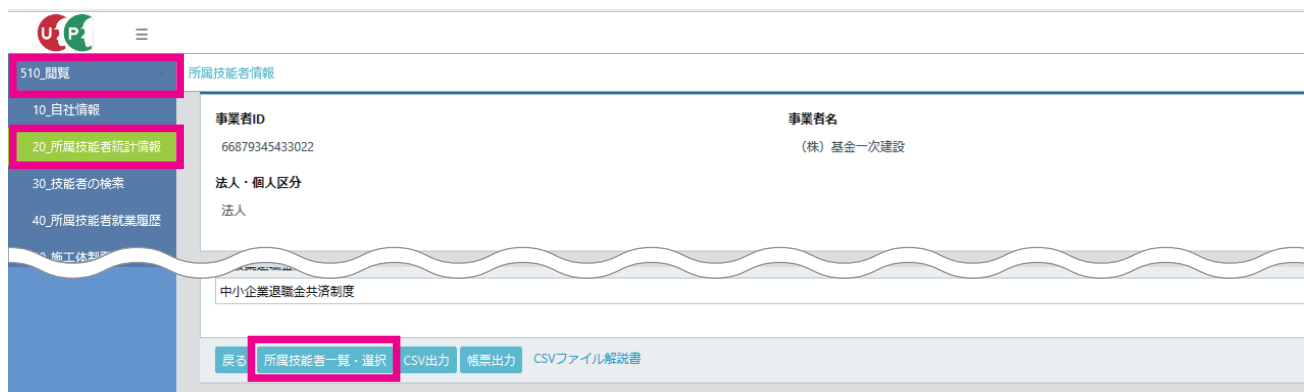 UP
☰
510_閲覧
10_自社情報
20_所属技能者統計情報
30_技能者の検索
40_所属技能者就業履歴
所属技能者情報
事業者ID
事業者名
66879345433022
（株）基金一次建設
法人・個人区分
法人
中小企業退職金共済制度
戻る 所属技能者一覧・選択 CSV出力 帳票出力 CSVファイル解説書